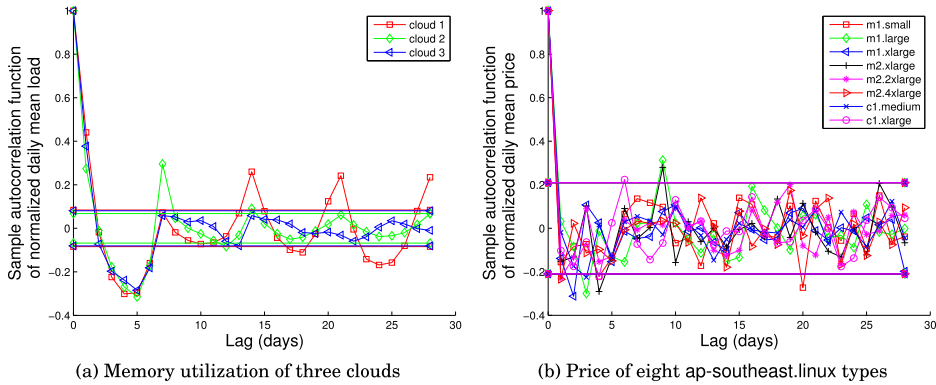 1
0.8
0.6
0.4
0.2
0
−0.2
−0.4
0 5 10 15 20 25 30
Lag (days)
Sample autocorrelation function
of normalized daily mean load
cloud 1
cloud 2
cloud 3
(a) Memory utilization of three clouds
1
0.8
0.6
0.4
0.2
0
−0.2
−0.4
0 5 10 15 20 25 30
Lag (days)
Sample autocorrelation function
of normalized daily mean price
m1.small
m1.large
m1.xlarge
m2.xlarge
m2.2xlarge
m2.4xlarge
c1.medium
c1.xlarge
(b) Price of eight ap-southeast.linux types